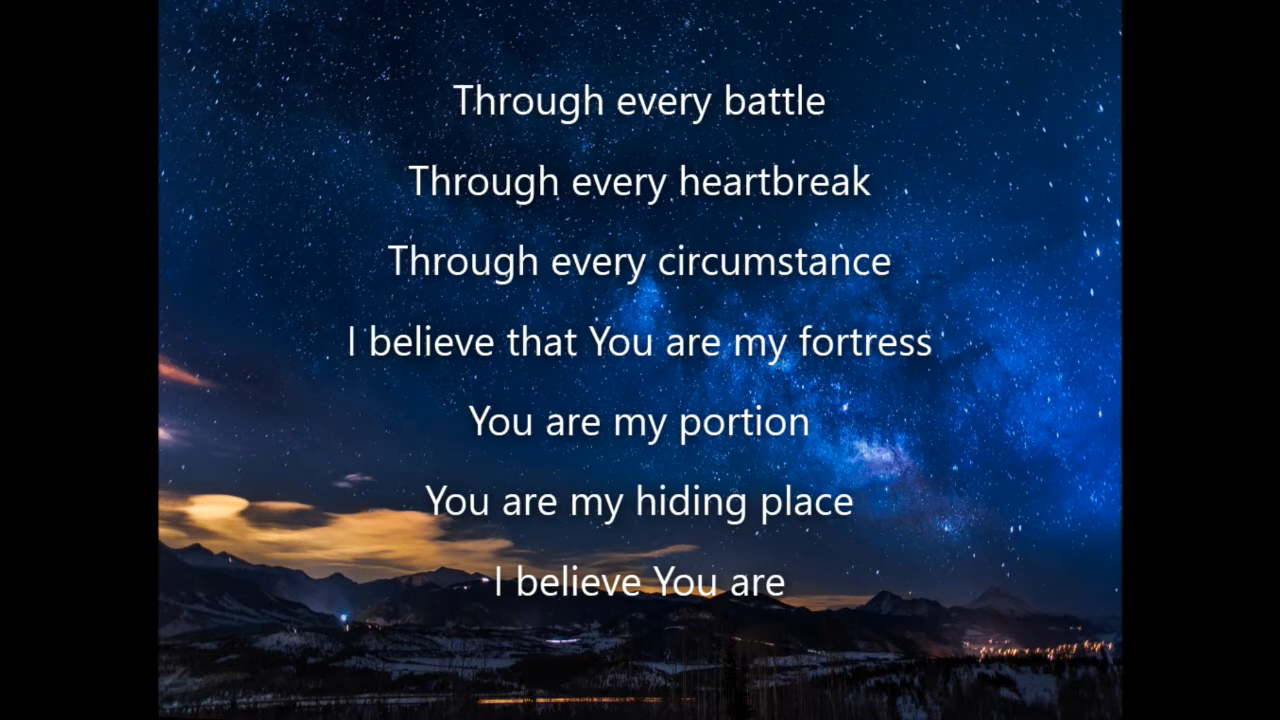 Through every battle
Through every heartbreak
Through every circumstance
I believe that You are my fortress
You are my portion
You are my hiding place
I believe You are